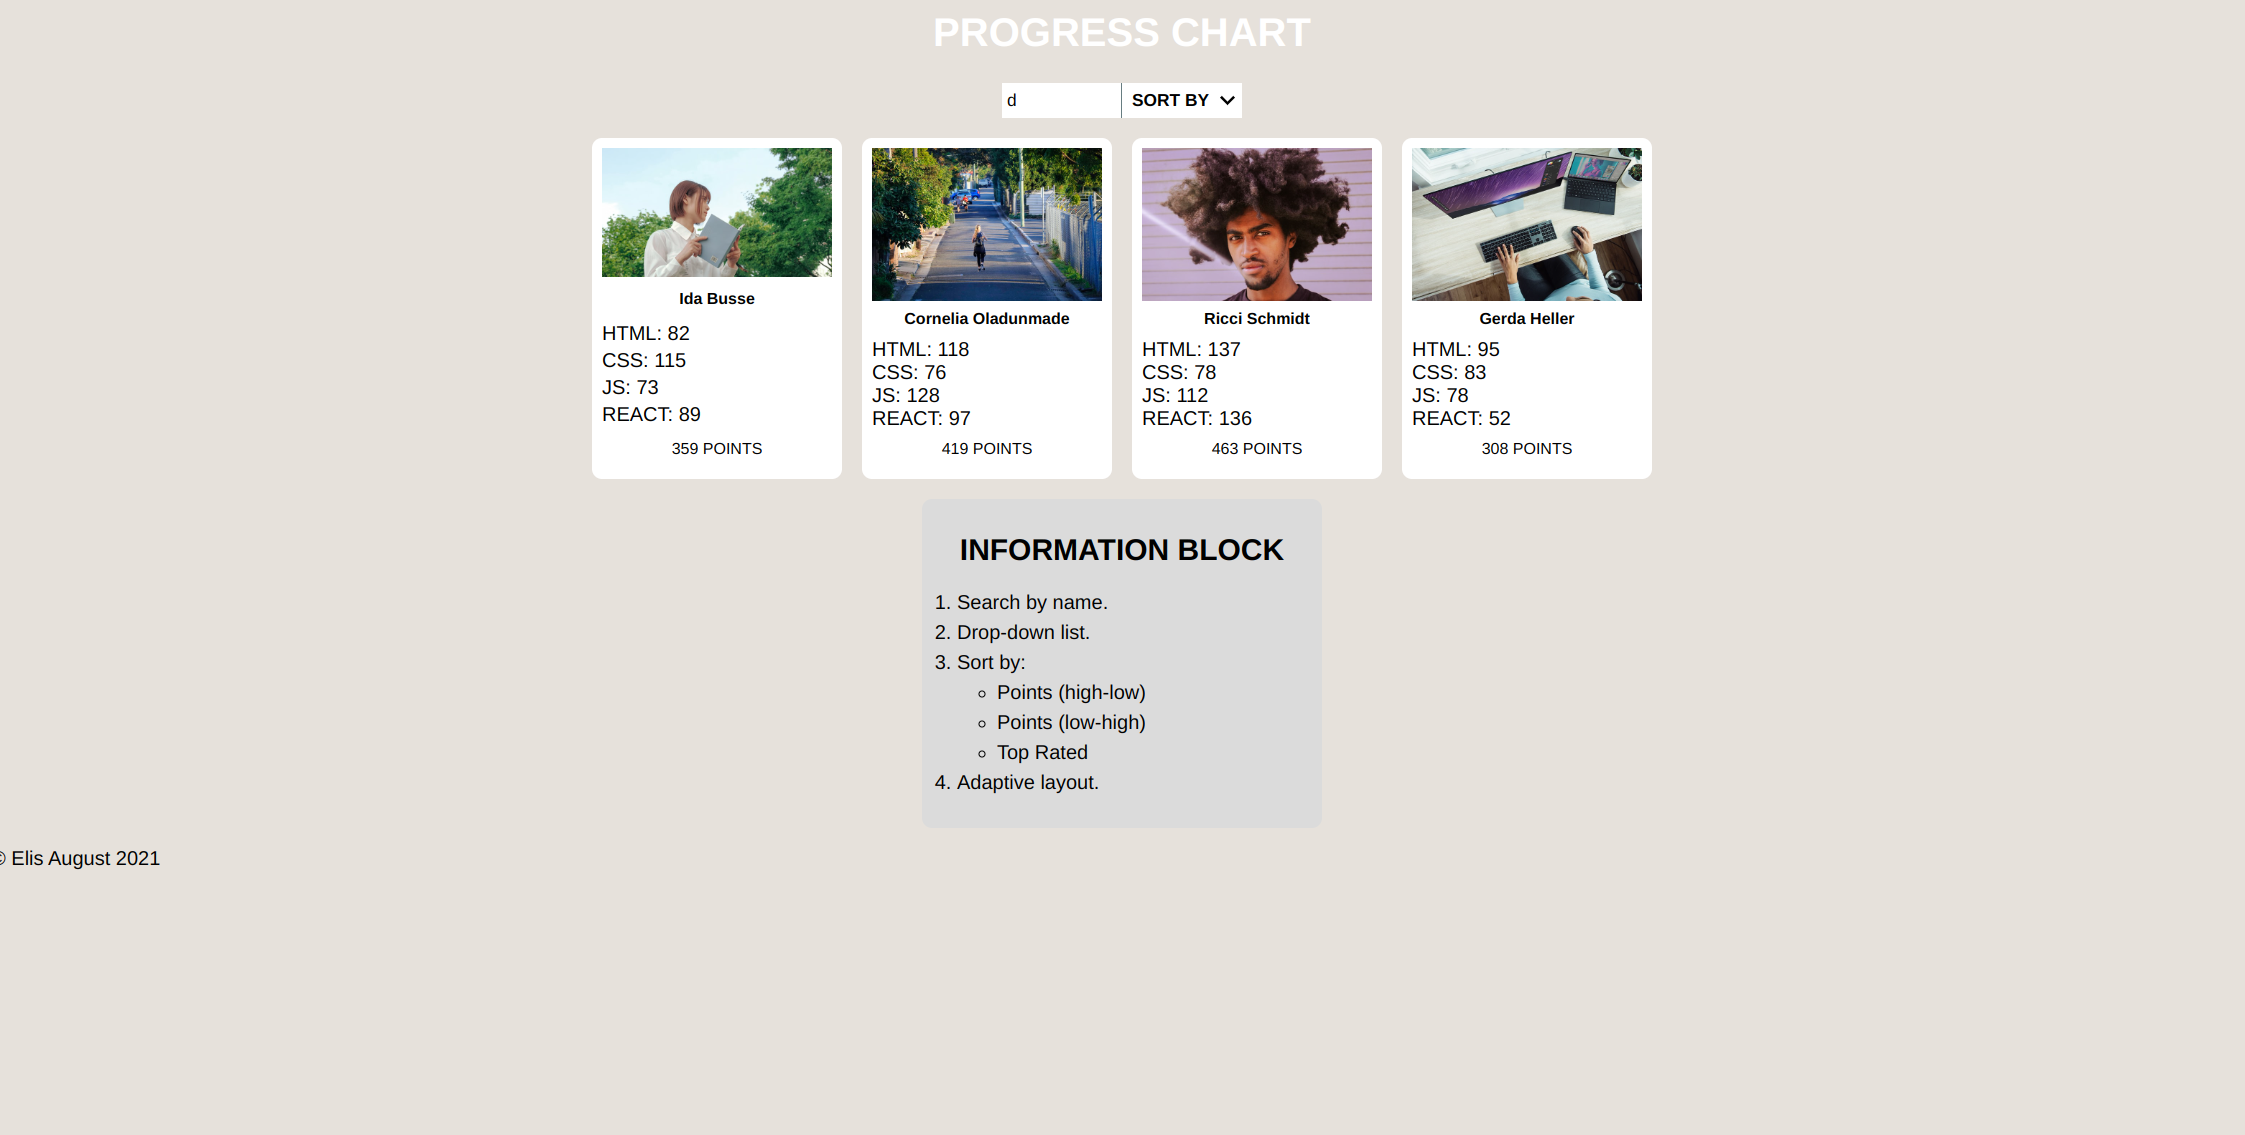 PROGRESS CHART
d
SORT BY
Ida Busse
HTML: 82
CSS: 115
JS: 73
REACT: 89
359 POINTS
Cornelia Oladunmade
HTML: 118
CSS: 76
JS: 128
REACT: 97
419 POINTS
Ricci Schmidt
HTML: 137
CSS: 78
JS: 112
REACT: 136
463 POINTS
Gerda Heller
HTML: 95
CSS: 83
JS: 78
REACT: 52
308 POINTS
INFORMATION BLOCK
1. Search by name.
2. Drop-down list.
3. Sort by:
◦ Points (high-low)
◦ Points (low-high)
◦ Top Rated
4. Adaptive layout.
© Elis August 2021